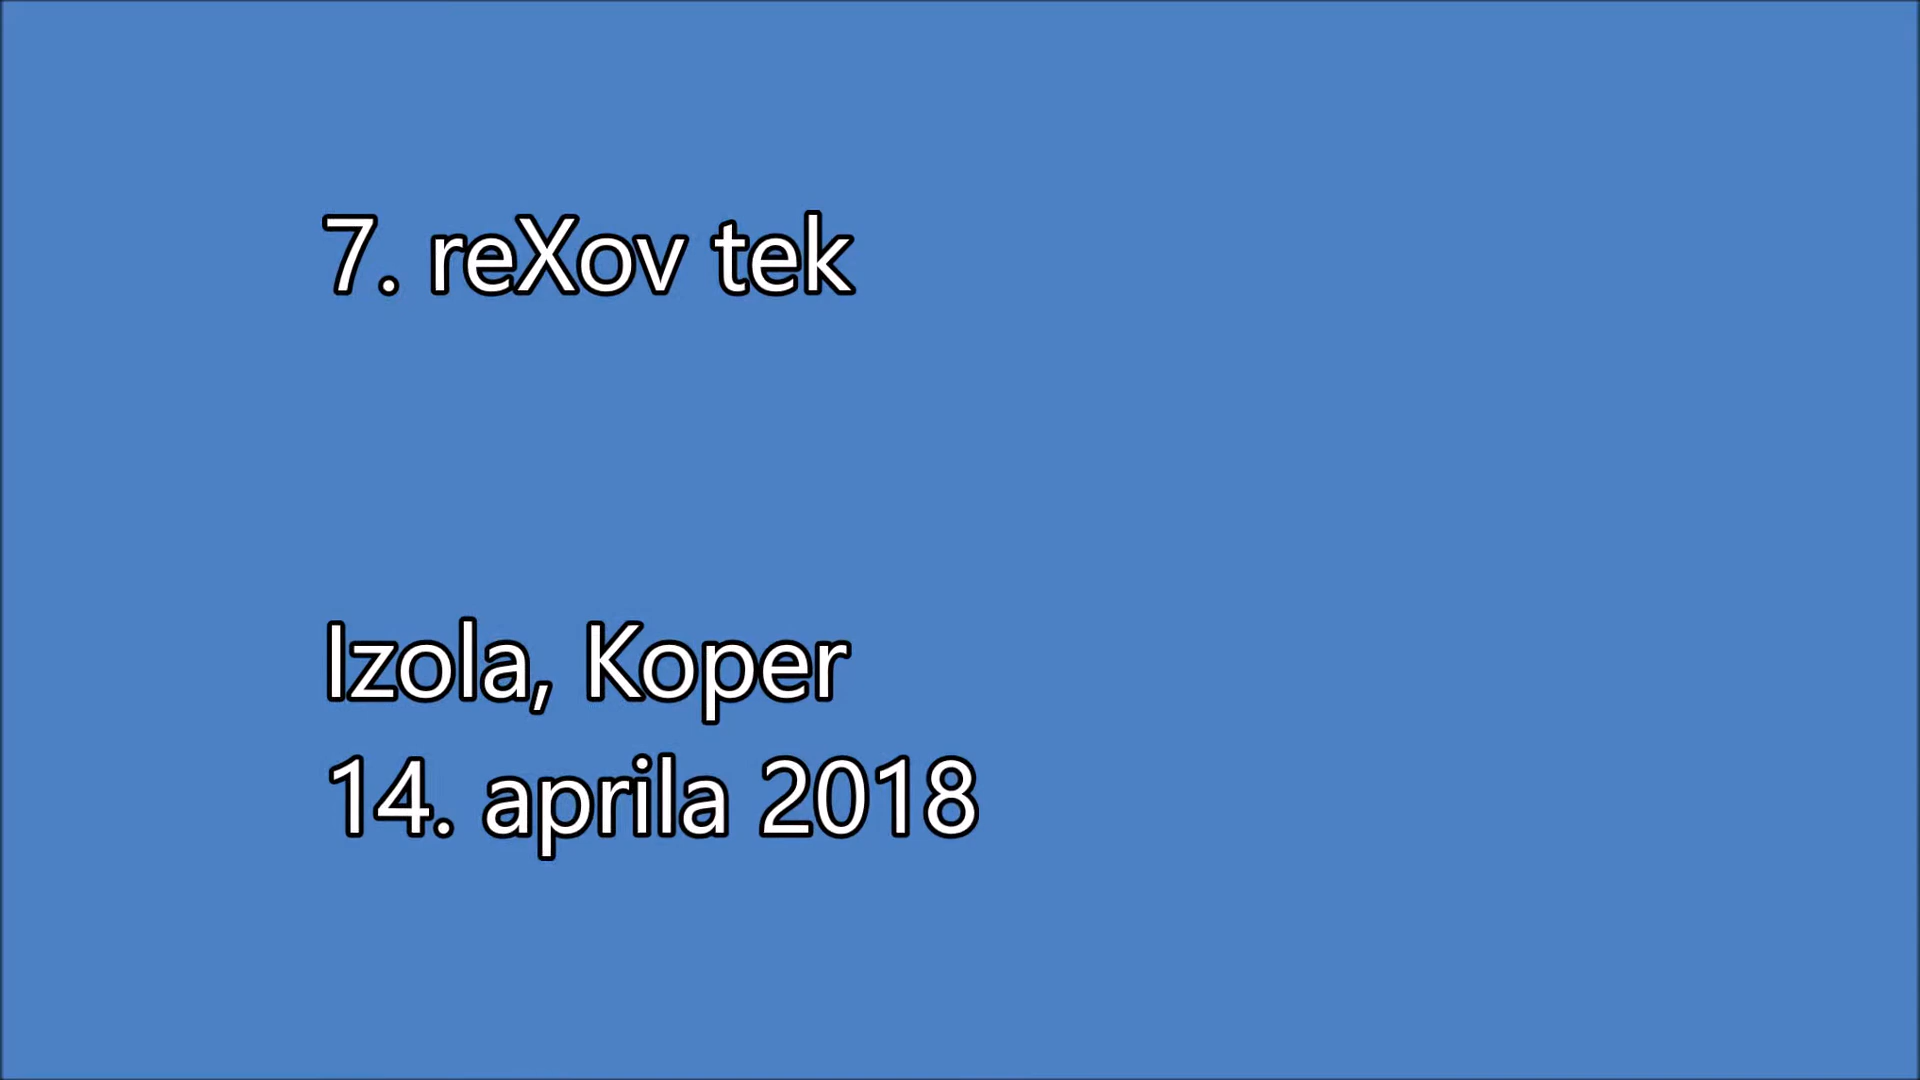 7. reXov tek
Izola, Koper
14. aprila 2018